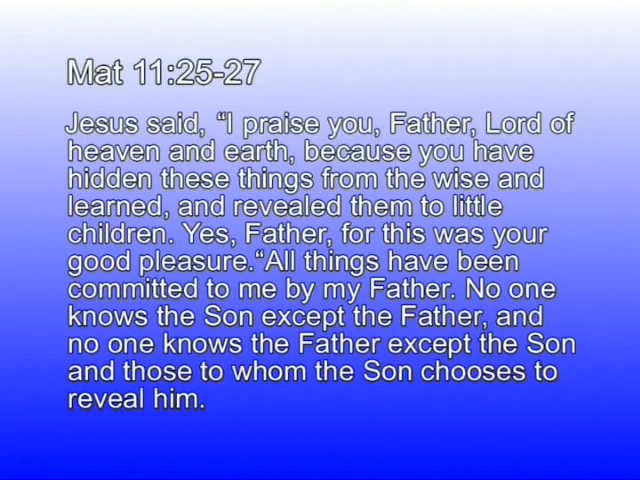 Mat 11:25-27
Jesus said, “I praise you, Father, Lord of
heaven and earth, because you have
hidden these things from the wise and
learned, and revealed them to little
children. Yes, Father, for this was your
good pleasure.“All things have been
committed to me by my Father. No one
knows the Son except the Father, and
no one knows the Father except the Son
and those to whom the Son chooses to
reveal him.